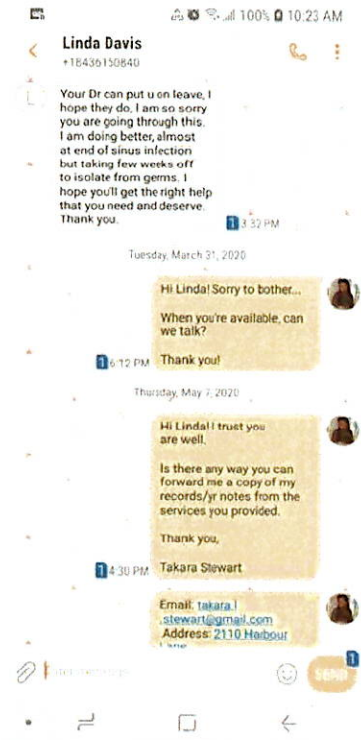 100% 10:23 AM
Linda Davis
+18436150840
L
Your Dr can put u on leave, I
hope they do, I am so sorry
you are going through this.
I am doing better, almost
at end of sinus infection
but taking few weeks off
to isolate from germs. I
hope you'll get the right help
that you need and deserve.
Thank you.
1 3:32 PM
Tuesday, March 31, 2020
Hi Linda! Sorry to bother...
When you're available, can
we talk?
Thank you!
1 6:12 PM
Thursday, May 7, 2020
Hi Linda! I trust you
are well.
Is there any way you can
forward me a copy of my
records/yr notes from the
services you provided.
Thank you,
Takara Stewart
1 4:30 PM
Email: takara.l
.stewart@gmail.com
Address: 2110 Harbour
Lane
Enter message
1
SEND